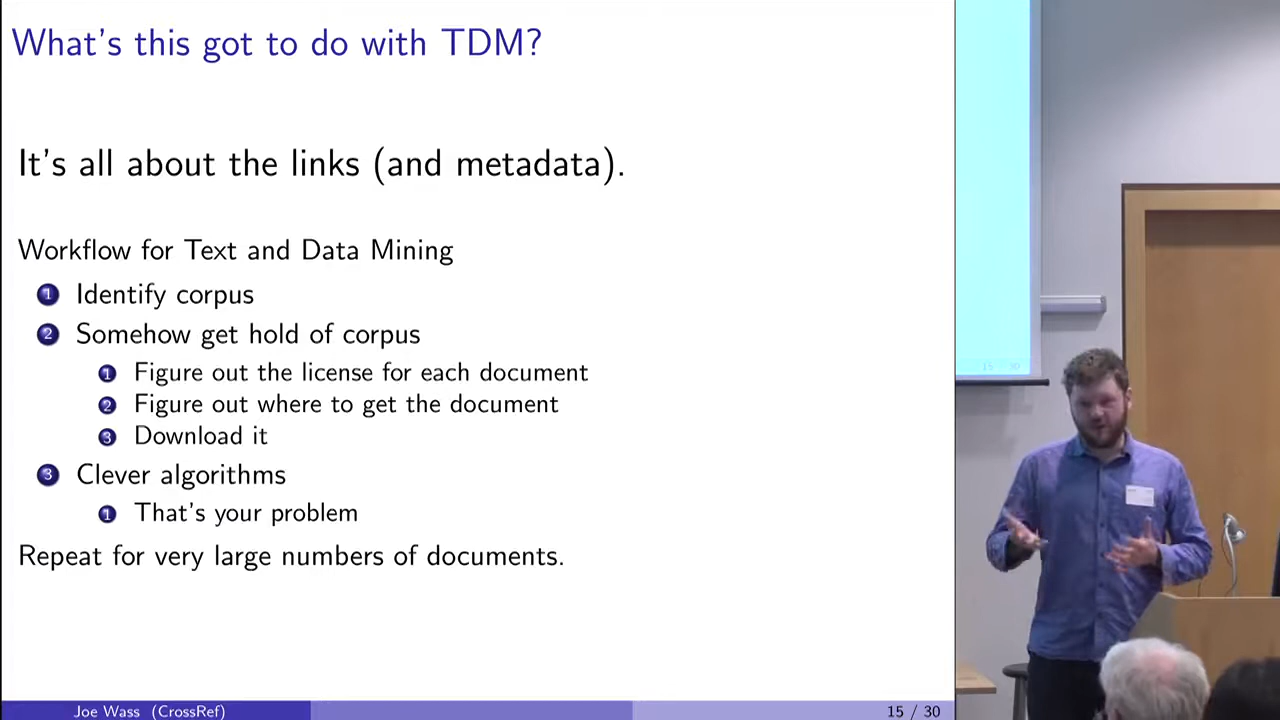 What's this got to do with TDM?
It's all about the links (and metadata).
Workflow for Text and Data Mining
1 Identify corpus
2 Somehow get hold of corpus
1 Figure out the license for each document
2 Figure out where to get the document
3 Download it
3 Clever algorithms
1 That's your problem
Repeat for very large numbers of documents.
Joe Wass (CrossRef)
15 / 30
15 30